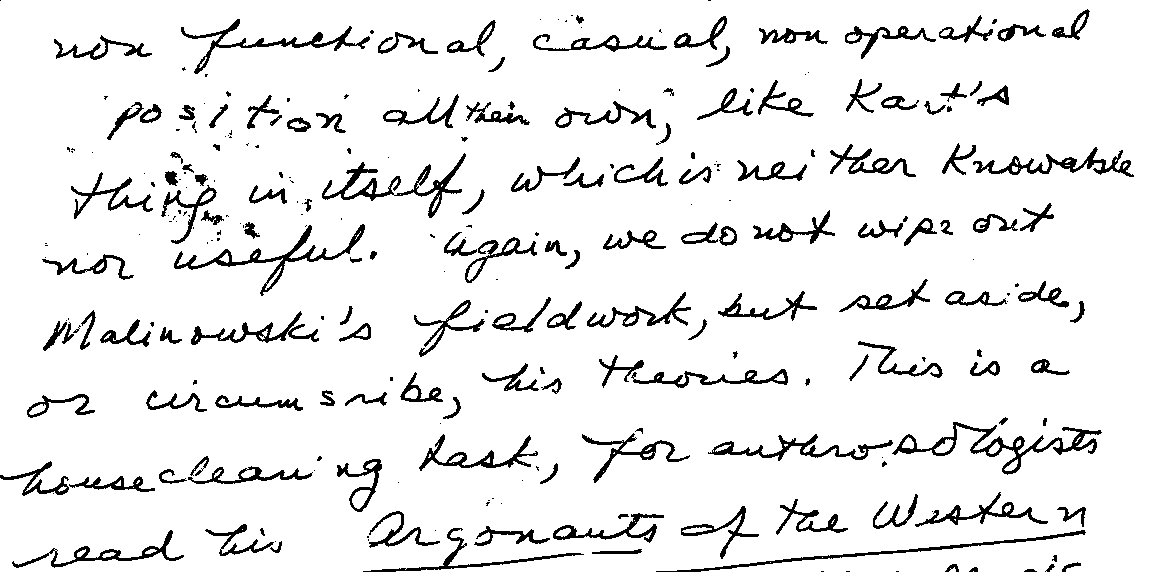 non functional, casual, non operational
position all their own, like Kant's
thing in itself, which is neither Knowable
nor useful. Again, we do not wipe out
Malinowski's fieldwork, but set aside,
or circumsribe, his theories. This is a
housecleaning task, for anthropologists
read his Argonauts of the Western